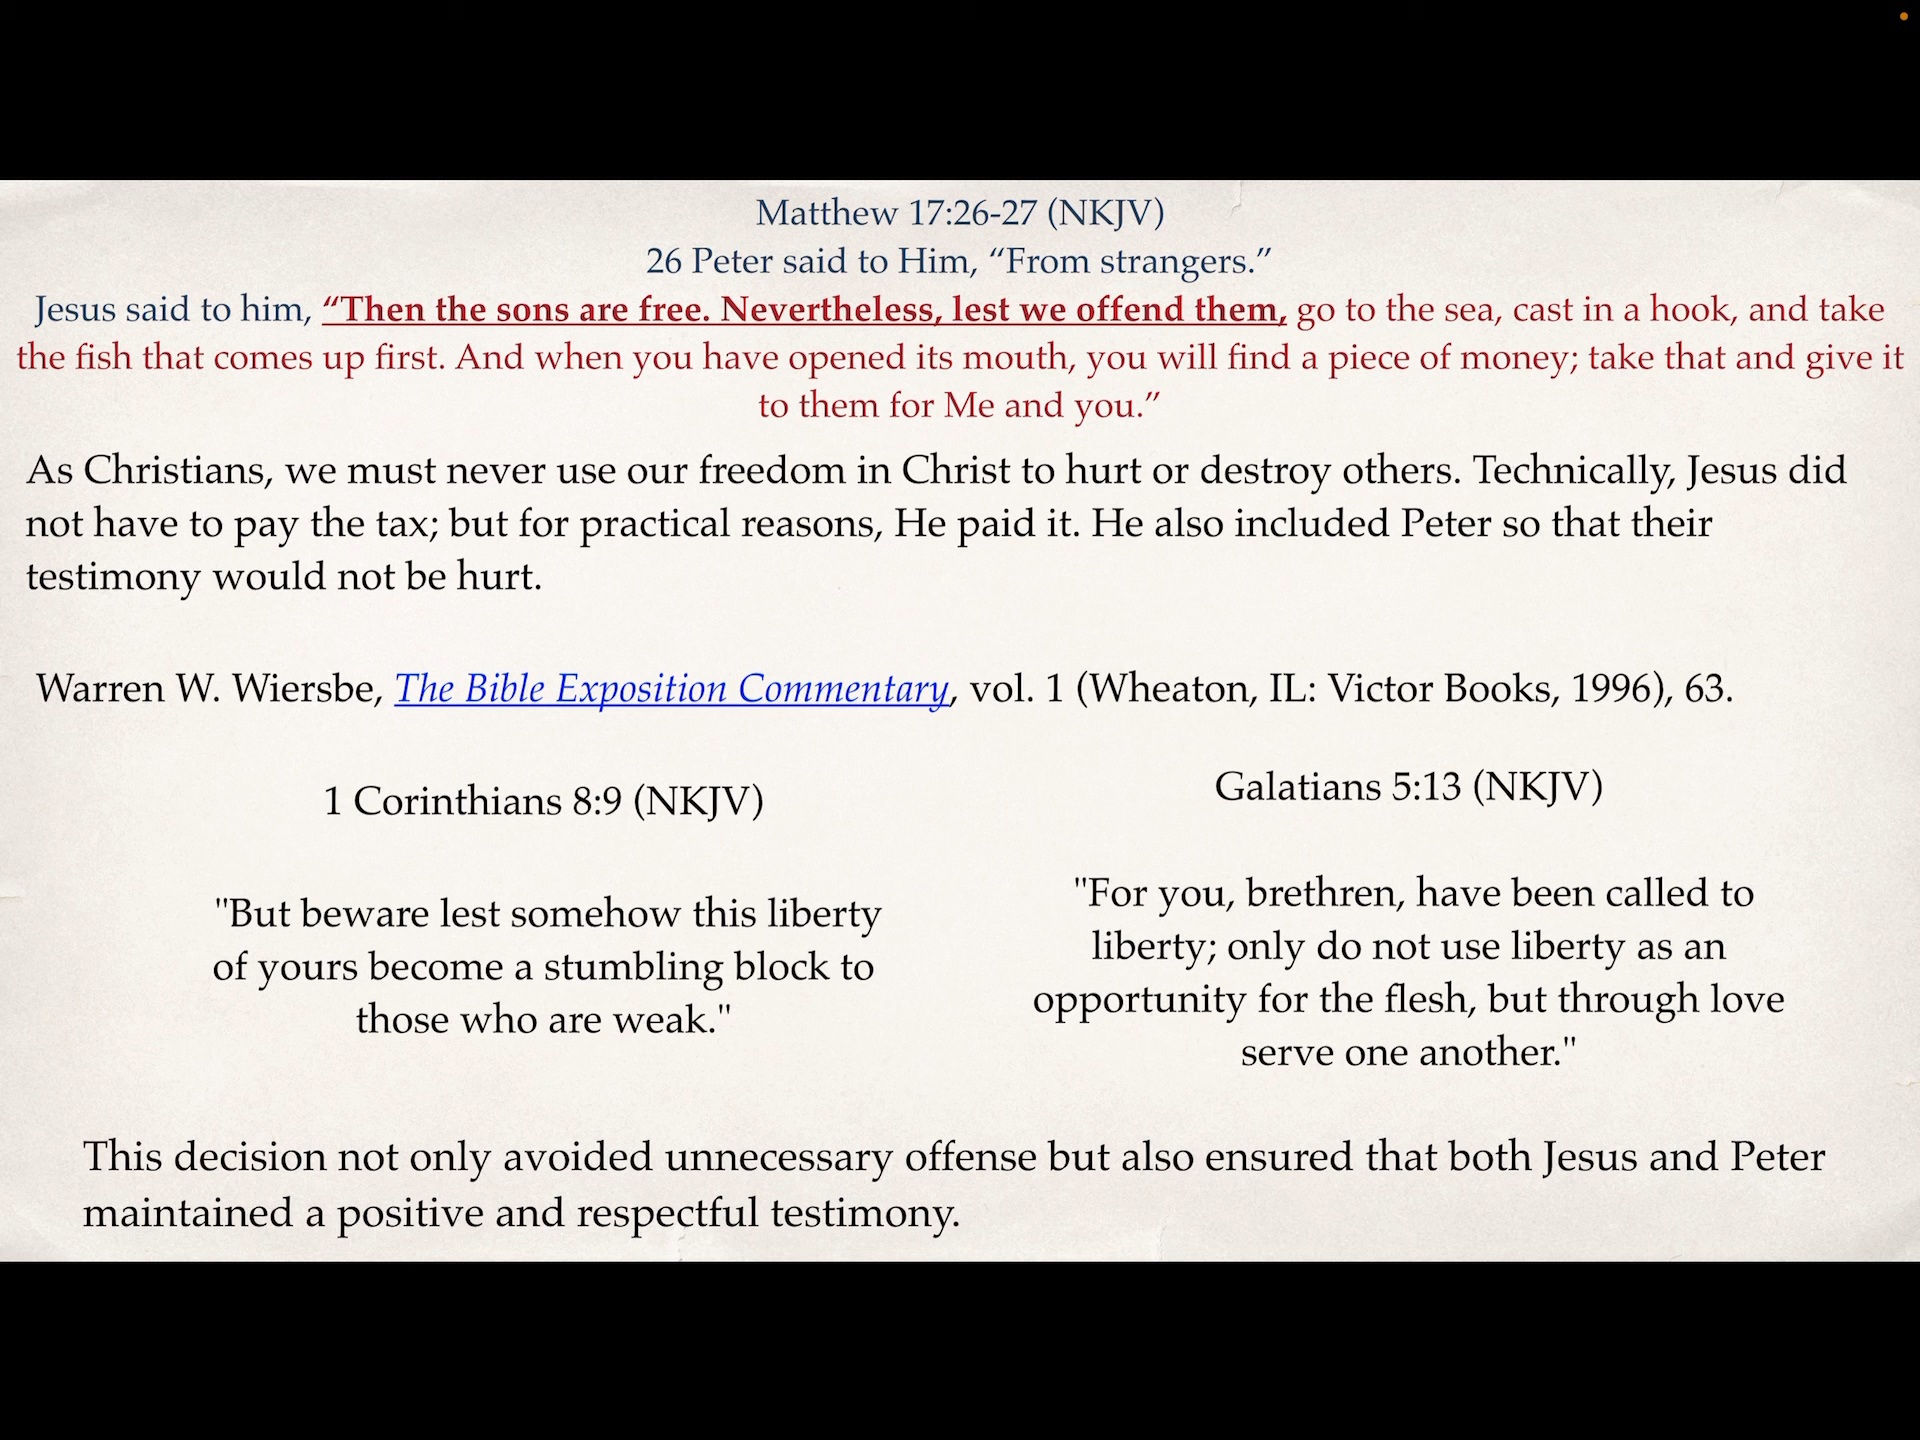 Matthew 17:26-27 (NKJV)
26 Peter said to Him, “From strangers.”
Jesus said to him, “Then the sons are free. Nevertheless, lest we offend them, go to the sea, cast in a hook, and take
the fish that comes up first. And when you have opened its mouth, you will find a piece of money; take that and give it
to them for Me and you.”
As Christians, we must never use our freedom in Christ to hurt or destroy others. Technically, Jesus did
not have to pay the tax; but for practical reasons, He paid it. He also included Peter so that their
testimony would not be hurt.
Warren W. Wiersbe, The Bible Exposition Commentary, vol. 1 (Wheaton, IL: Victor Books, 1996), 63.
1 Corinthians 8:9 (NKJV)
"But beware lest somehow this liberty
of yours become a stumbling block to
those who are weak."
Galatians 5:13 (NKJV)
"For you, brethren, have been called to
liberty; only do not use liberty as an
opportunity for the flesh, but through love
serve one another."
This decision not only avoided unnecessary offense but also ensured that both Jesus and Peter
maintained a positive and respectful testimony.